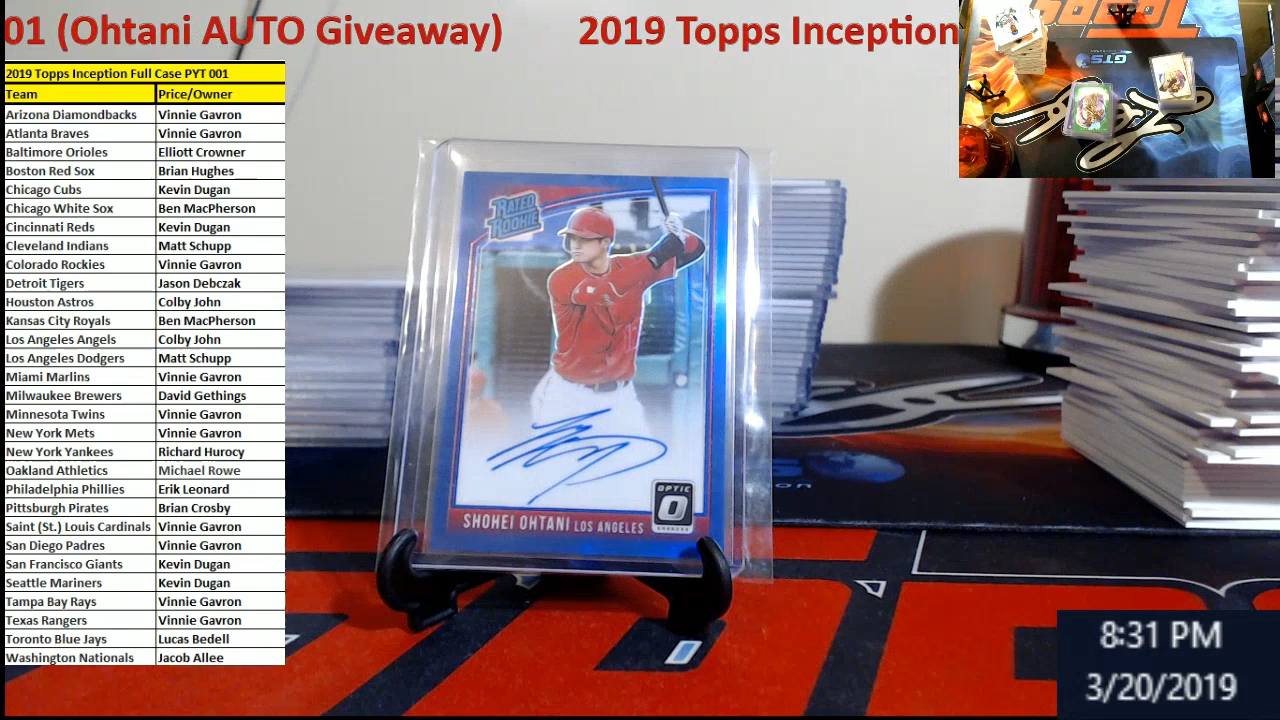 01 (Ohtani AUTO Giveaway) 2019 Topps Inception
2019 Topps Inception Full Case PYT 001
Team Price/Owner
Arizona Diamondbacks Vinnie Gavron
Atlanta Braves Vinnie Gavron
Baltimore Orioles Elliott Crowner
Boston Red Sox Brian Hughes
Chicago Cubs Kevin Dugan
Chicago White Sox Ben MacPherson
Cincinnati Reds Kevin Dugan
Cleveland Indians Matt Schupp
Colorado Rockies Vinnie Gavron
Detroit Tigers Jason Debczak
Houston Astros Colby John
Kansas City Royals Ben MacPherson
Los Angeles Angels Colby John
Los Angeles Dodgers Matt Schupp
Miami Marlins Vinnie Gavron
Milwaukee Brewers David Gethings
Minnesota Twins Vinnie Gavron
New York Mets Vinnie Gavron
New York Yankees Richard Hurocy
Oakland Athletics Michael Rowe
Philadelphia Phillies Erik Leonard
Pittsburgh Pirates Brian Crosby
Saint (St.) Louis Cardinals Vinnie Gavron
San Diego Padres Vinnie Gavron
San Francisco Giants Kevin Dugan
Seattle Mariners Kevin Dugan
Tampa Bay Rays Vinnie Gavron
Texas Rangers Vinnie Gavron
Toronto Blue Jays Lucas Bedell
Washington Nationals Jacob Allee
RATED
ROOKIE
OPTIC
SHOHEI OHTANI LOS ANGELES
GTS
8:31 PM
3/20/2019